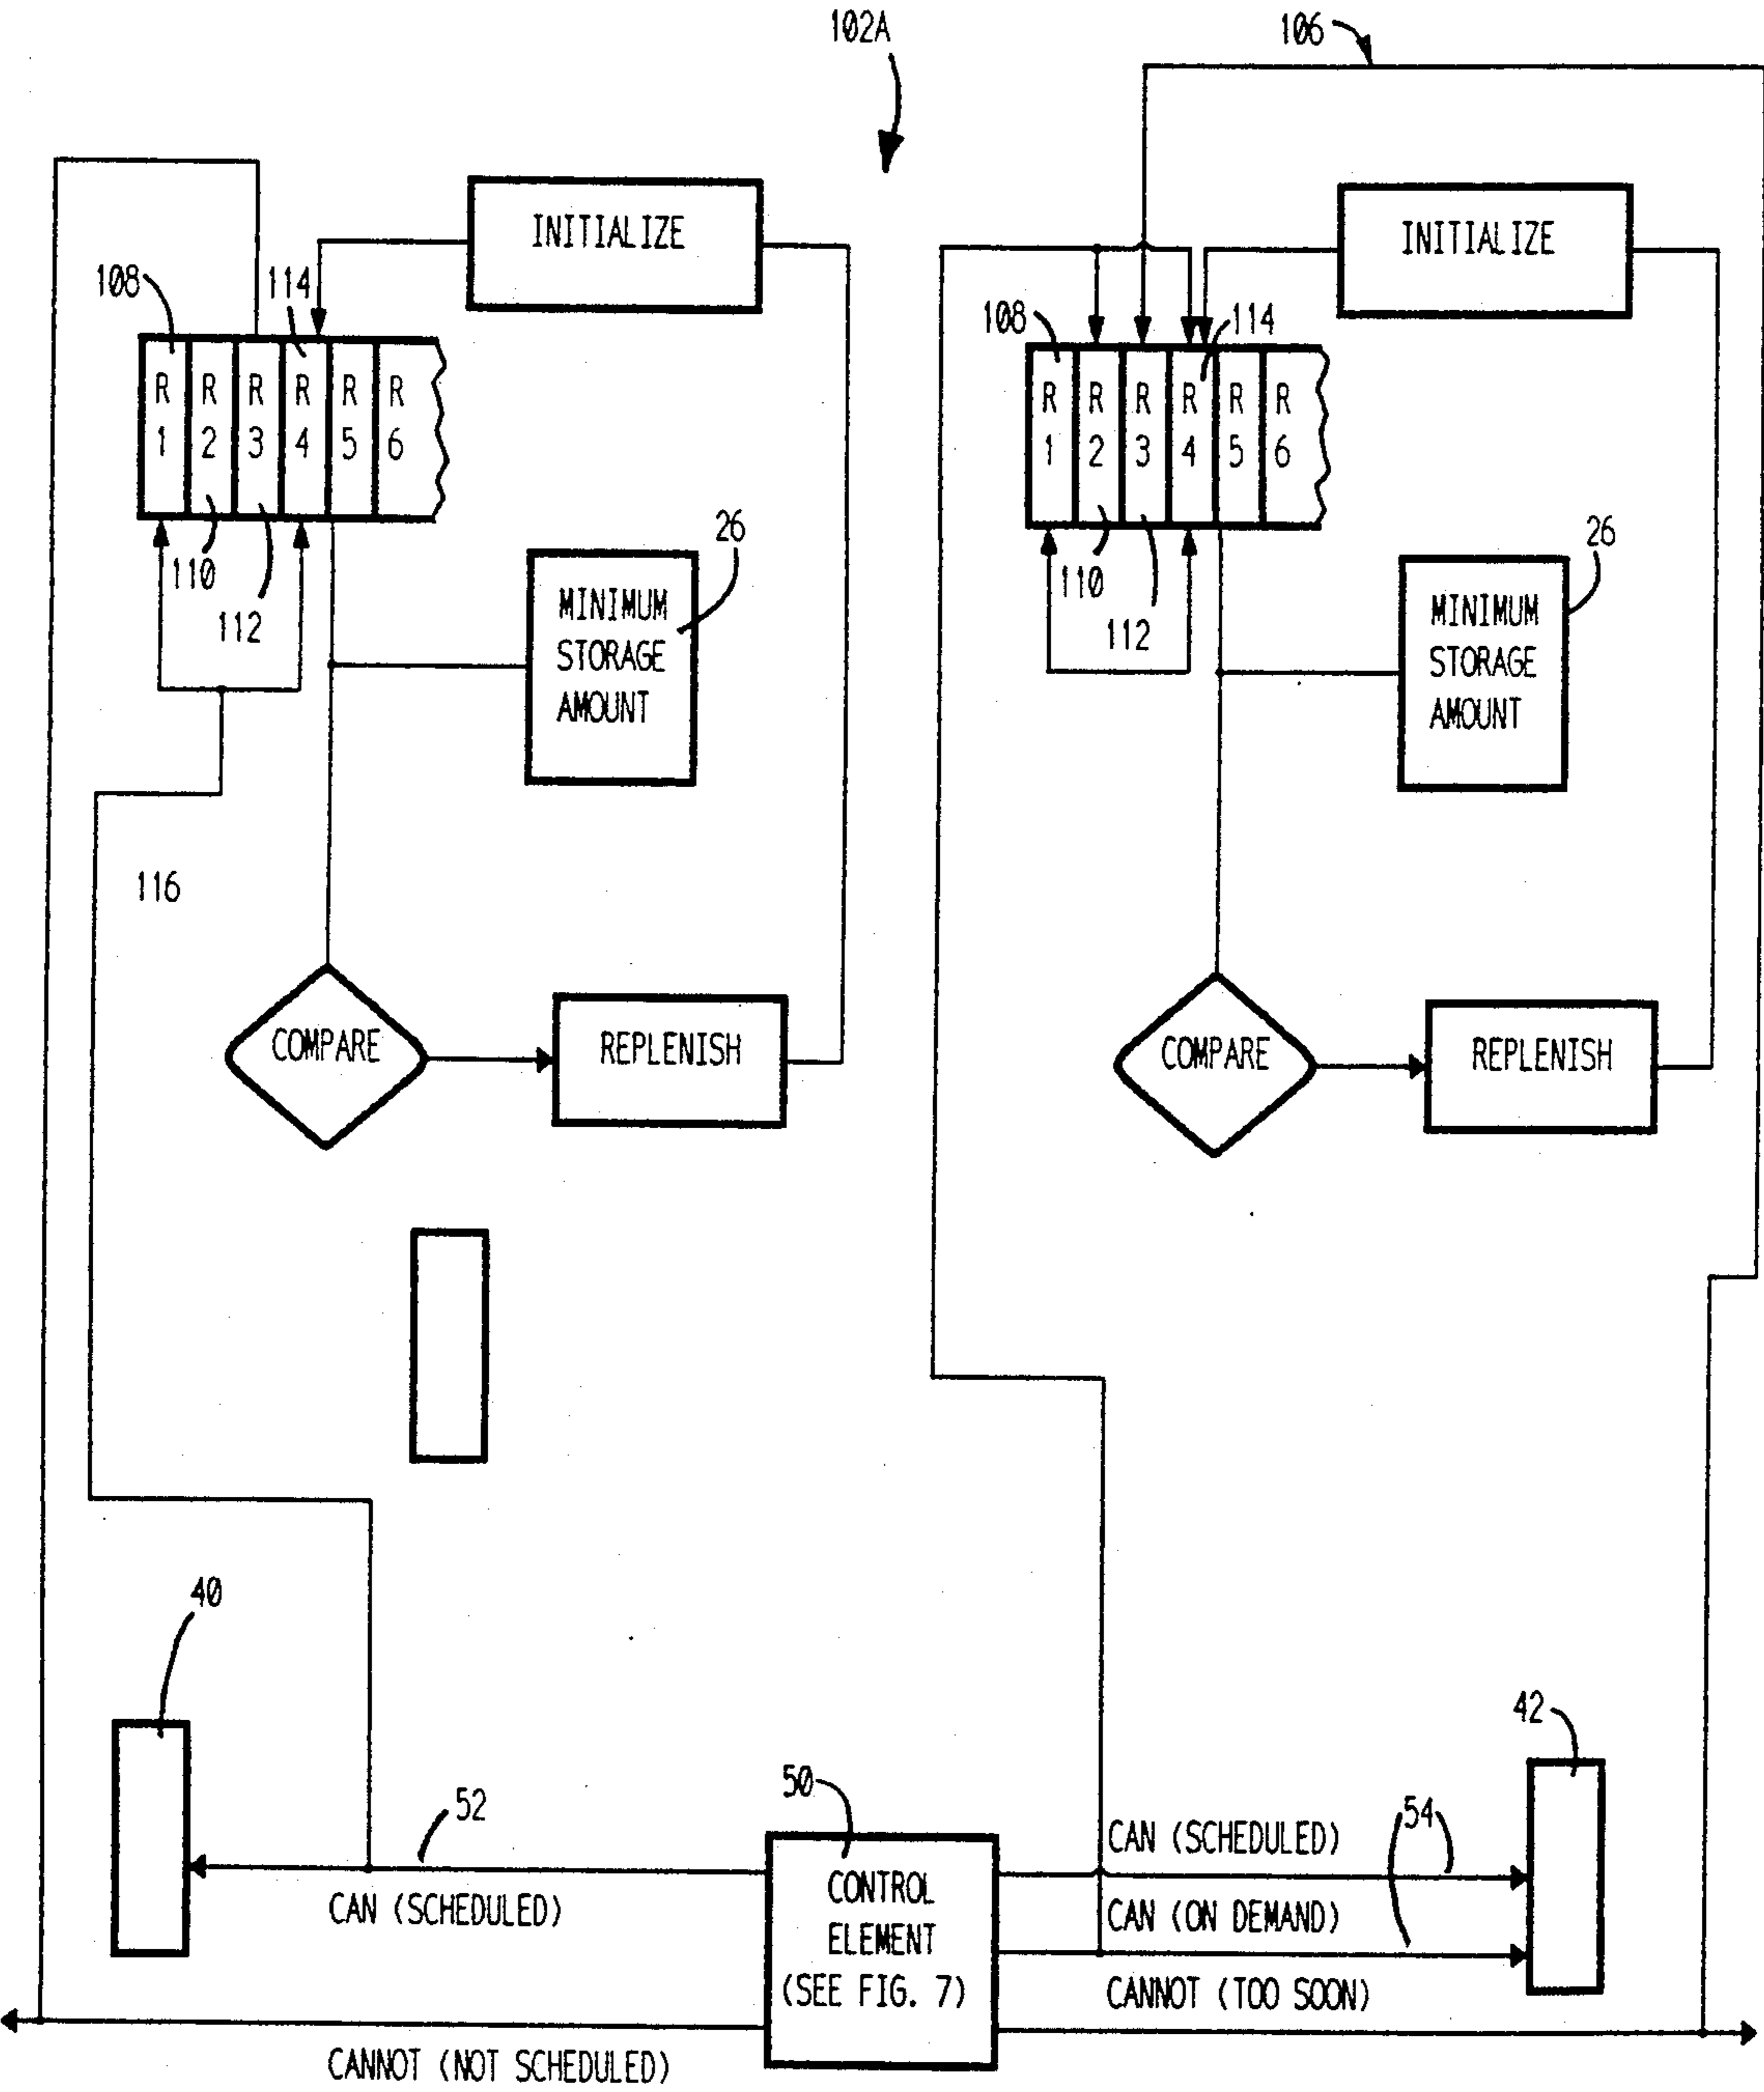 102A
106
INITIALIZE
INITIALIZE
108
114
108
114
R
1
R
2
R
3
R
4
R
5
R
6
R
1
R
2
R
3
R
4
R
5
R
6
110
112
26
MINIMUM
STORAGE
AMOUNT
110
112
26
MINIMUM
STORAGE
AMOUNT
116
COMPARE
REPLENISH
COMPARE
REPLENISH
40
42
52
50
54
CAN (SCHEDULED)
CONTROL
ELEMENT
(SEE FIG. 7)
CAN (SCHEDULED)
CAN (ON DEMAND)
CANNOT (TOO SOON)
CANNOT (NOT SCHEDULED)